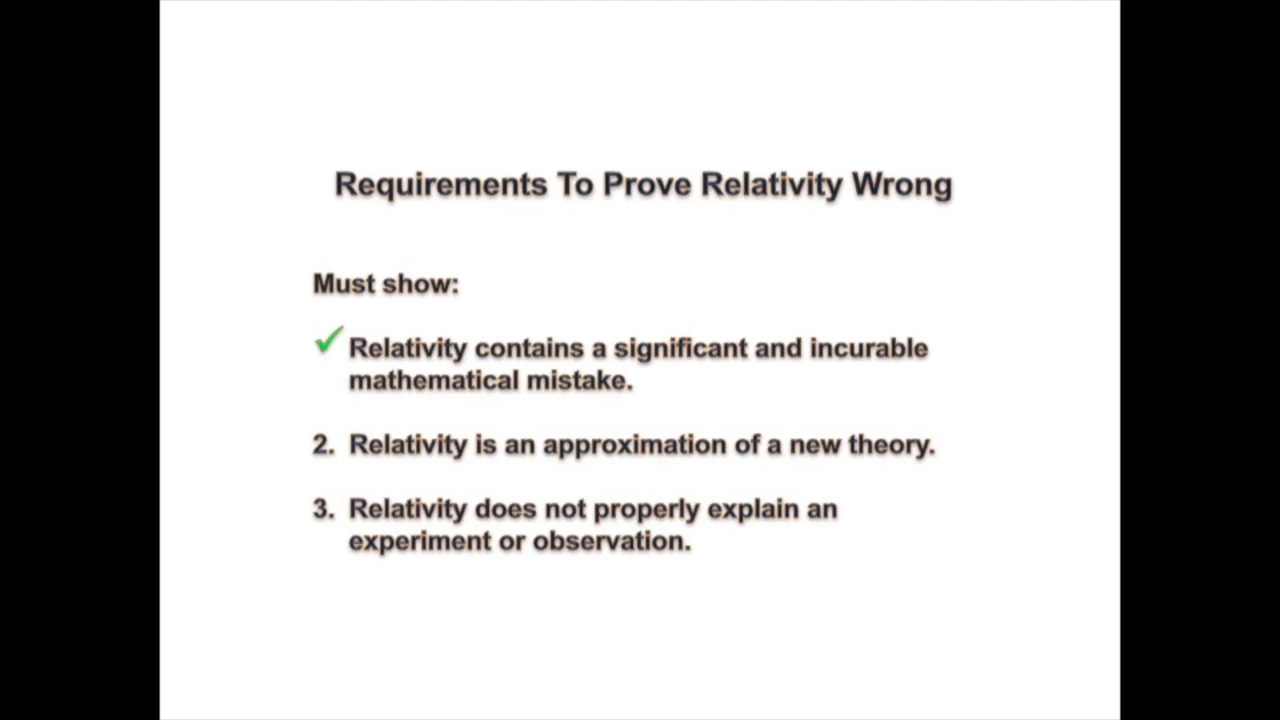 Requirements To Prove Relativity Wrong
Must show:
✓ Relativity contains a significant and incurable
mathematical mistake.
2. Relativity is an approximation of a new theory.
3. Relativity does not properly explain an
experiment or observation.